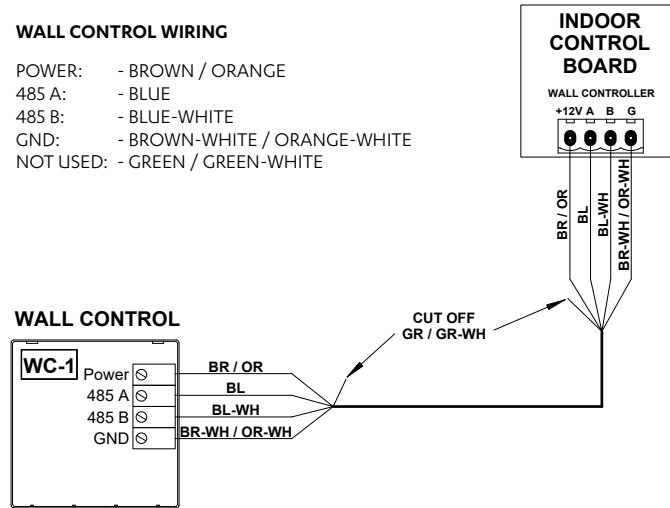 WALL CONTROL WIRING
POWER: - BROWN / ORANGE
485 A: - BLUE
485 B: - BLUE-WHITE
GND: - BROWN-WHITE / ORANGE-WHITE
NOT USED: - GREEN / GREEN-WHITE
INDOOR
CONTROL
BOARD
WALL CONTROLLER
+12V A B G
BR / OR
BL
BL-WH
BR-WH / OR-WH
CUT OFF
GR / GR-WH
WALL CONTROL
WC-1
Power
485 A
485 B
GND
BR / OR
BL
BL-WH
BR-WH / OR-WH